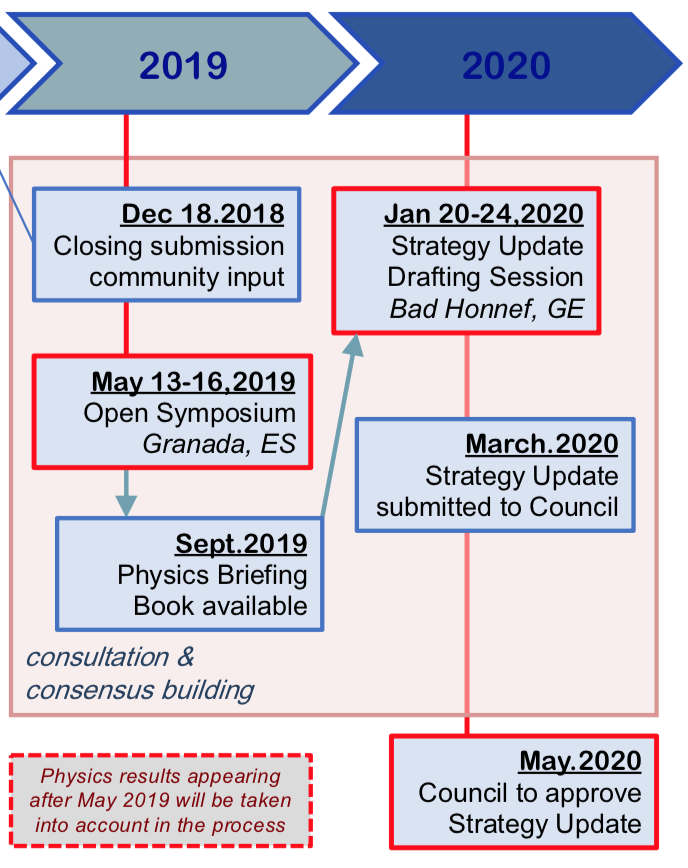 2019
2020
Dec 18.2018
Closing submission
community input
May 13-16,2019
Open Symposium
Granada, ES
Sept.2019
Physics Briefing
Book available
consultation &
consensus building
Physics results appearing
after May 2019 will be taken
into account in the process
Jan 20-24,2020
Strategy Update
Drafting Session
Bad Honnef, GE
March.2020
Strategy Update
submitted to Council
May.2020
Council to approve
Strategy Update